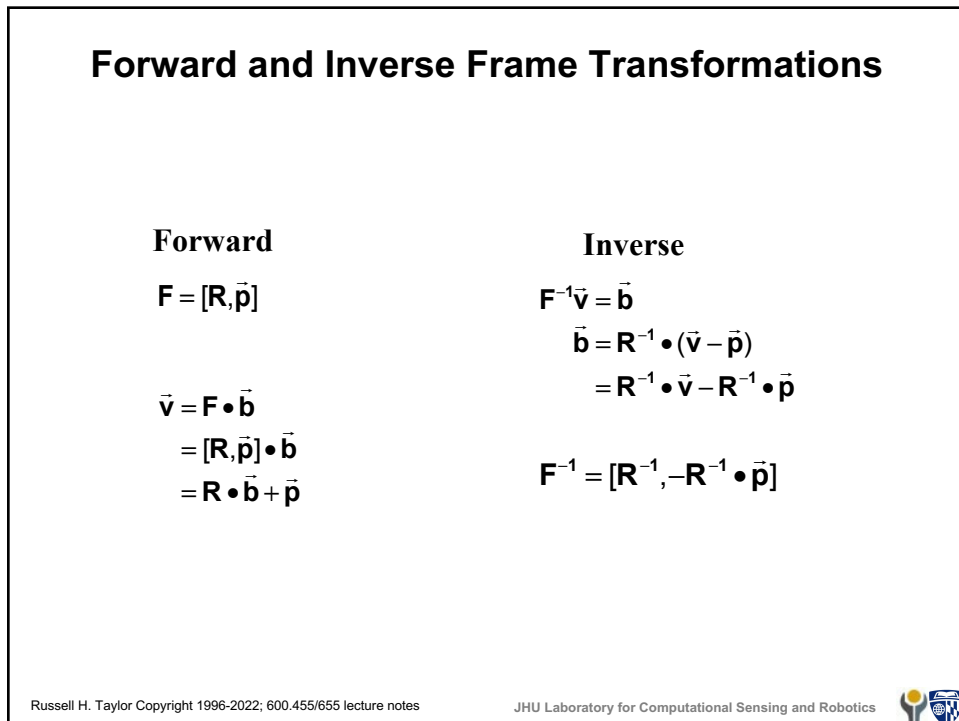 Forward and Inverse Frame Transformations
Forward
F = [R,p⃗]
v⃗ = F • b⃗
= [R,p⃗] • b⃗
= R • b⃗ + p⃗
Inverse
F⁻¹v⃗ = b⃗
b⃗ = R⁻¹ • (v⃗ − p⃗)
= R⁻¹ • v⃗ − R⁻¹ • p⃗
F⁻¹ = [R⁻¹,−R⁻¹ • p⃗]
Russell H. Taylor Copyright 1996-2022; 600.455/655 lecture notes
JHU Laboratory for Computational Sensing and Robotics